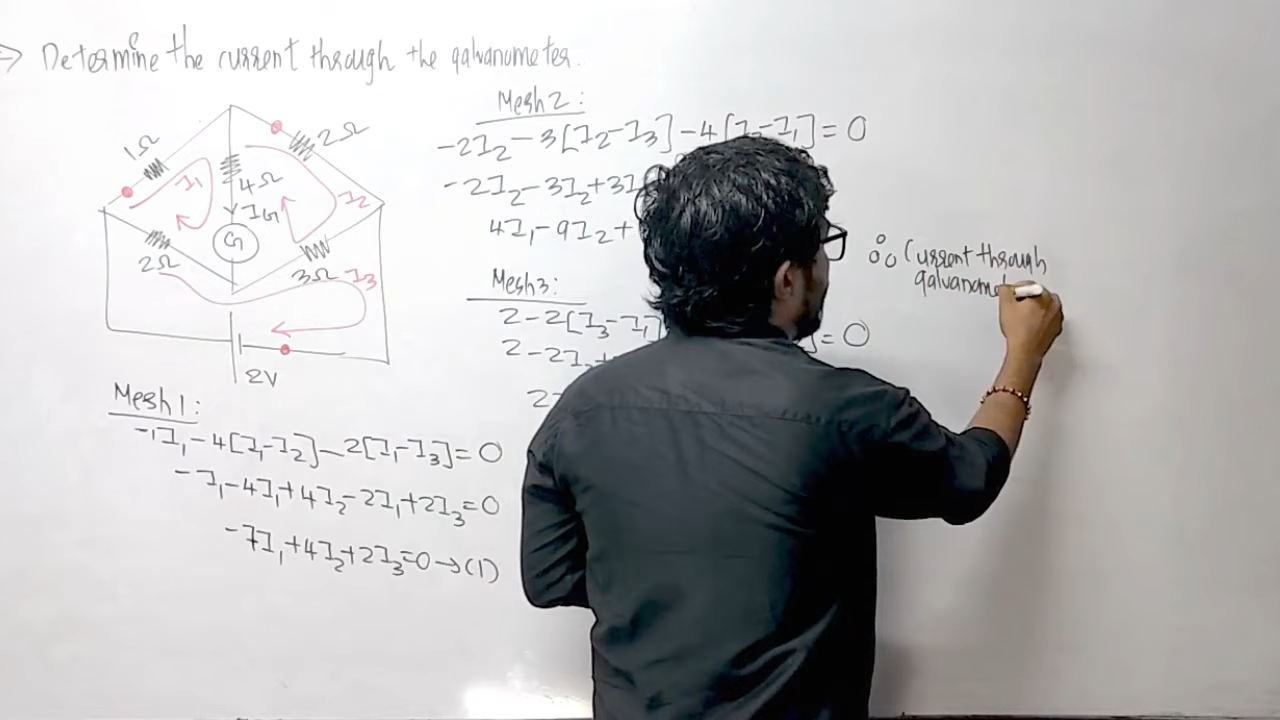 -> Determine the current through the galvanometer.
1Ω
2Ω
I₁
4Ω
I_G
I₂
G
2Ω
3Ω
I₃
2V
Mesh 1:
-1I₁-4[I₁-I₂]-2[I₁-I₃]=0
-I₁-4I₁+4I₂-2I₁+2I₃=0
-7I₁+4I₂+2I₃=0→(1)
Mesh 2:
-2I₂-3[I₂-I₃]-4[I₂-I₁]=0
-2I₂-3I₂+3I
4I₁-9I₂+
Mesh 3:
2-2[I₃-I₁] ]=0
2-2I₃+
2I
∴ Current through
galvanomet